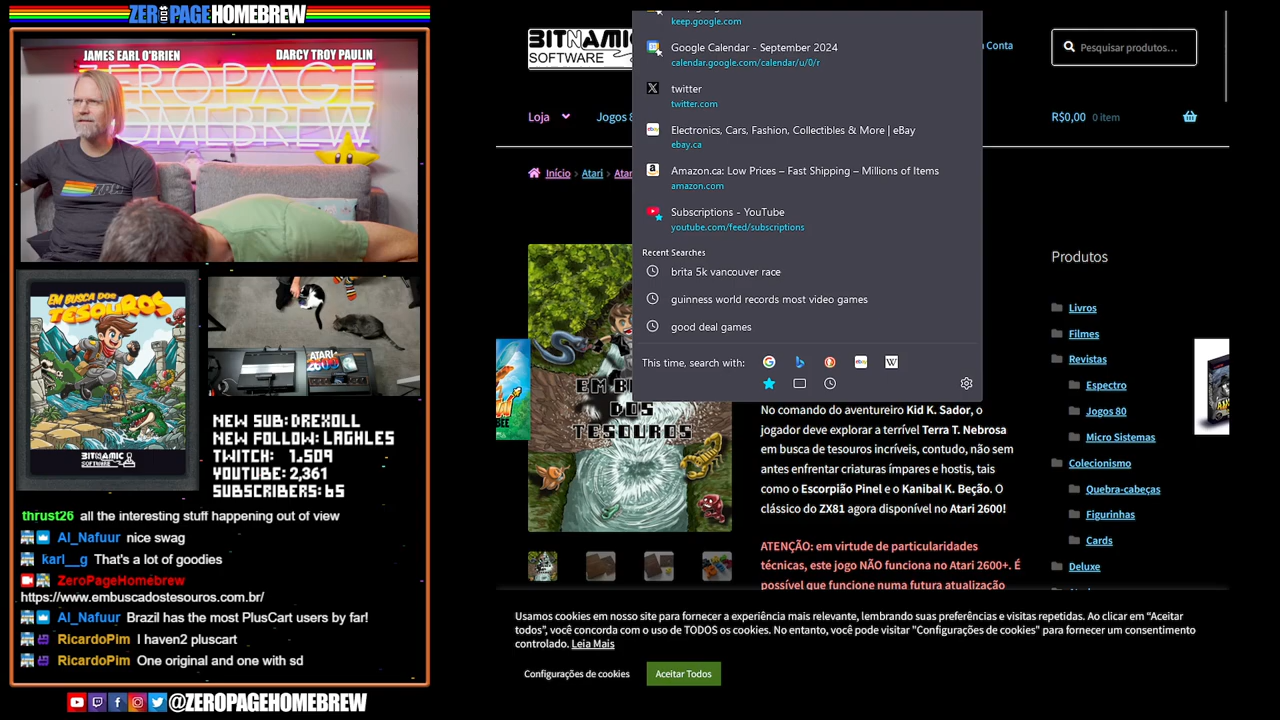 ZEROPAGEHOMEBREW
JAMES EARL O'BRIEN
DARCY TROY PAULIN
ZEROPAGE
HOMEBREW
EM BUSCA DOS
TESOUROS
BITNAMIC
SOFTWARE
ATARI
2600
NEW SUB: DREXOLL
NEW FOLLOW: LAGHLES
TWITCH: 1,509
YOUTUBE: 2,361
SUBSCRIBERS: 65
thrust26 all the interesting stuff happening out of view
Al_Nafuur nice swag
karl__g That's a lot of goodies
ZeroPageHomebrew
https://www.embuscadostesouros.com.br/
Al_Nafuur Brazil has the most PlusCart users by far!
RicardoPim I haven2 pluscart
RicardoPim One original and one with sd
@ZEROPAGEHOMEBREW
BITNAMIC
SOFTWARE
Conta
Pesquisar produtos…
Loja
Jogos 8
R$0,00 0 item
Início › Atari › Atar
keep.google.com
Google Calendar - September 2024
calendar.google.com/calendar/u/0/r
twitter
twitter.com
Electronics, Cars, Fashion, Collectibles & More | eBay
ebay.ca
Amazon.ca: Low Prices – Fast Shipping – Millions of Items
amazon.com
Subscriptions - YouTube
youtube.com/feed/subscriptions
Recent Searches
brita 5k vancouver race
guinness world records most video games
good deal games
This time, search with:
EM B
DOS
TESOUROS
No comando do aventureiro Kid K. Sador, o
jogador deve explorar a terrível Terra T. Nebrosa
em busca de tesouros incríveis, contudo, não sem
antes enfrentar criaturas ímpares e hostis, tais
como o Escorpião Pinel e o Kanibal K. Beção. O
clássico do ZX81 agora disponível no Atari 2600!
ATENÇÃO: em virtude de particularidades
técnicas, este jogo NÃO funciona no Atari 2600+. É
possível que funcione numa futura atualização
Produtos
Livros
Filmes
Revistas
Espectro
Jogos 80
Micro Sistemas
Colecionismo
Quebra-cabeças
Figurinhas
Cards
Deluxe
Usamos cookies em nosso site para fornecer a experiência mais relevante, lembrando suas preferências e visitas repetidas. Ao clicar em "Aceitar
todos", você concorda com o uso de TODOS os cookies. No entanto, você pode visitar "Configurações de cookies" para fornecer um consentimento
controlado. Leia Mais
Configurações de cookies
Aceitar Todos